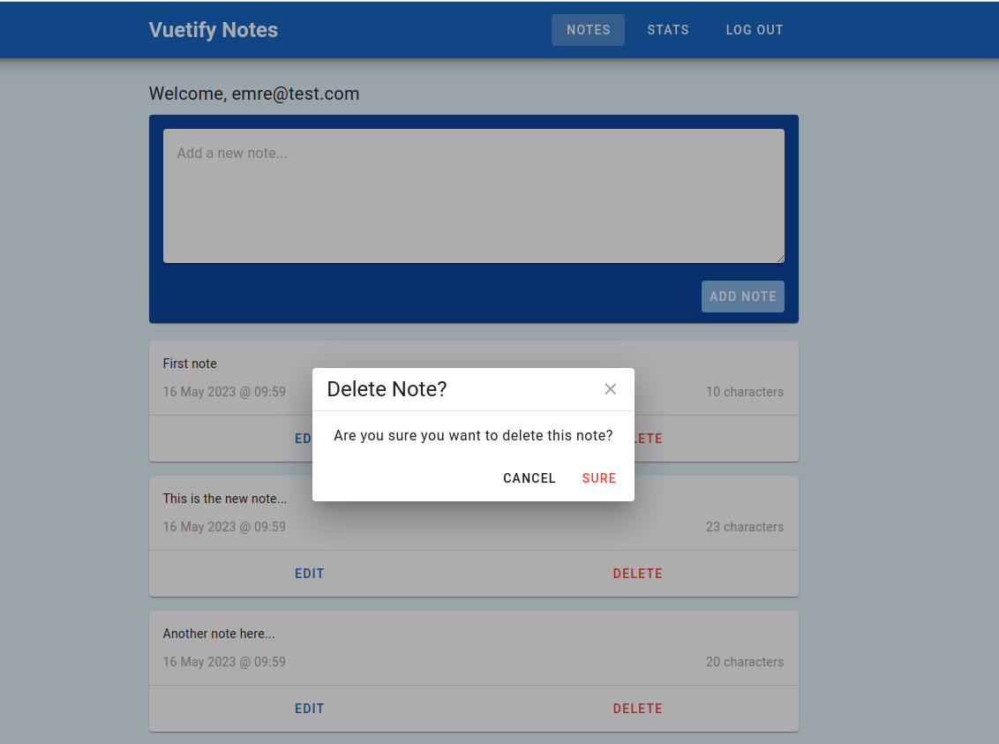 Vuetify Notes
NOTES STATS LOG OUT
Welcome, emre@test.com
Add a new note...
ADD NOTE
First note
16 May 2023 @ 09:59 10 characters
ED LETE
Delete Note?
Are you sure you want to delete this note?
CANCEL SURE
This is the new note...
16 May 2023 @ 09:59 23 characters
EDIT DELETE
Another note here...
16 May 2023 @ 09:59 20 characters
EDIT DELETE